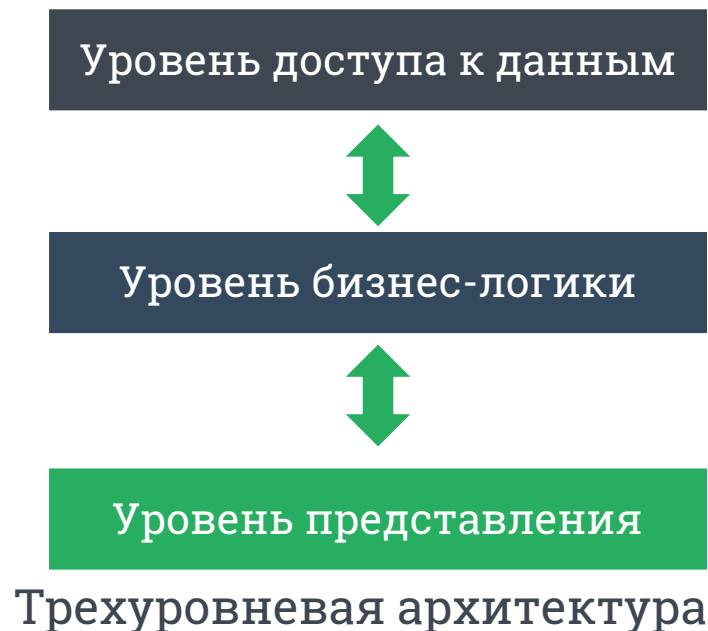 Уровень доступа к данным
Уровень бизнес-логики
Уровень представления
Трехуровневая архитектура